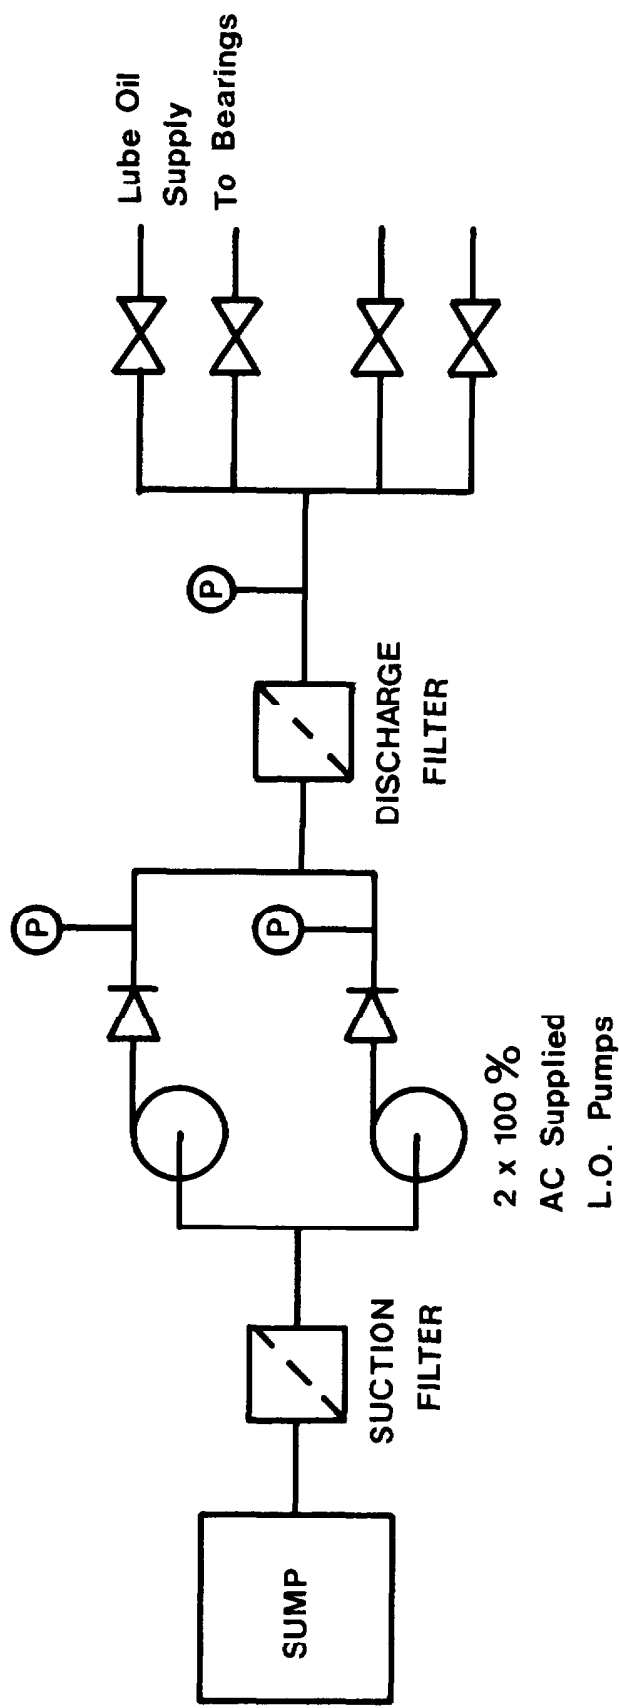 SUMP
SUCTION
FILTER
2 x 100%
AC Supplied
L.O. Pumps
P
P
DISCHARGE
FILTER
P
Lube Oil
Supply
To Bearings